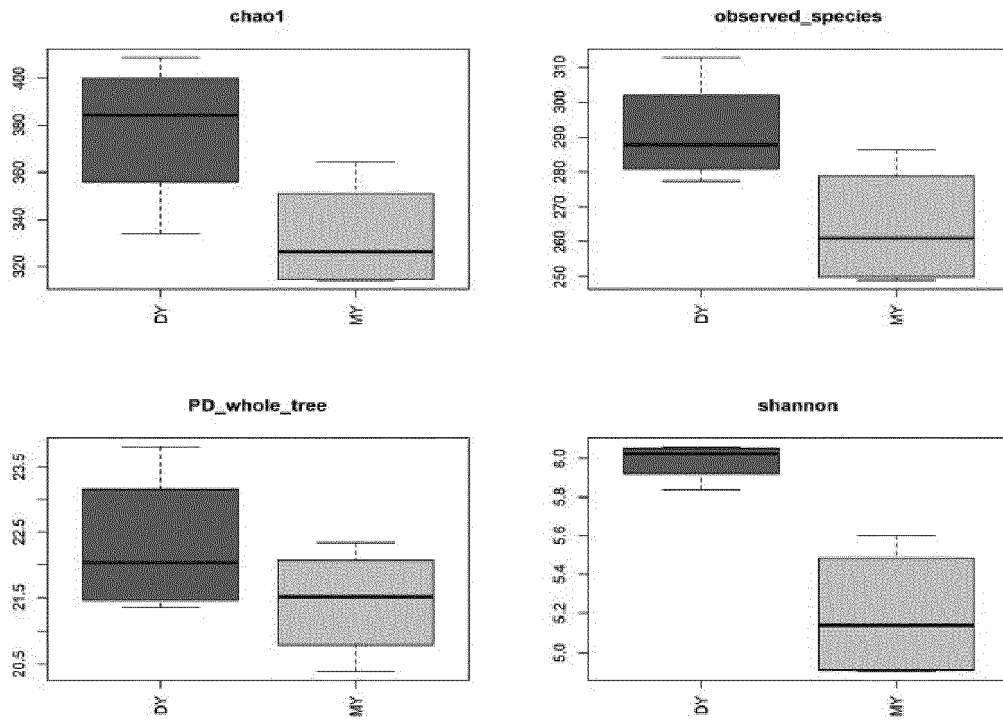 chao1
400
380
360
340
320
DY
MY
observed_species
310
300
290
280
270
260
250
DY
MY
PD_whole_tree
23.5
22.5
21.5
20.5
DY
MY
shannon
6.0
5.8
5.6
5.4
5.2
5.0
DY
MY